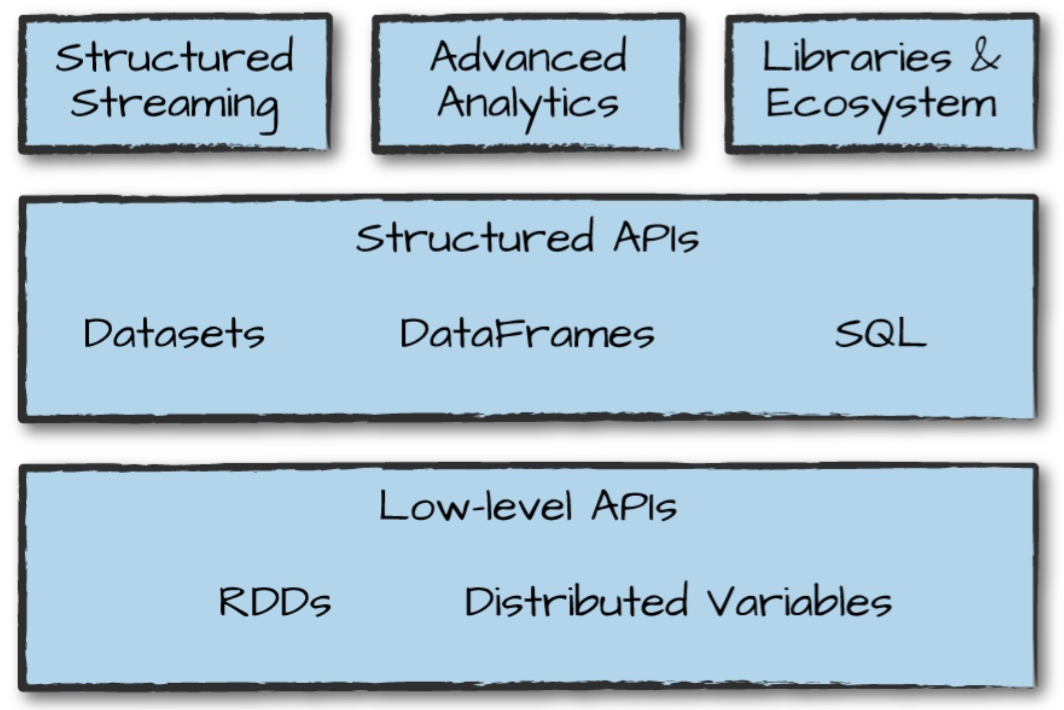 Structured
Streaming
Advanced
Analytics
Libraries &
Ecosystem
Structured APIs
Datasets DataFrames SQL
Low-level APIs
RDDs Distributed Variables